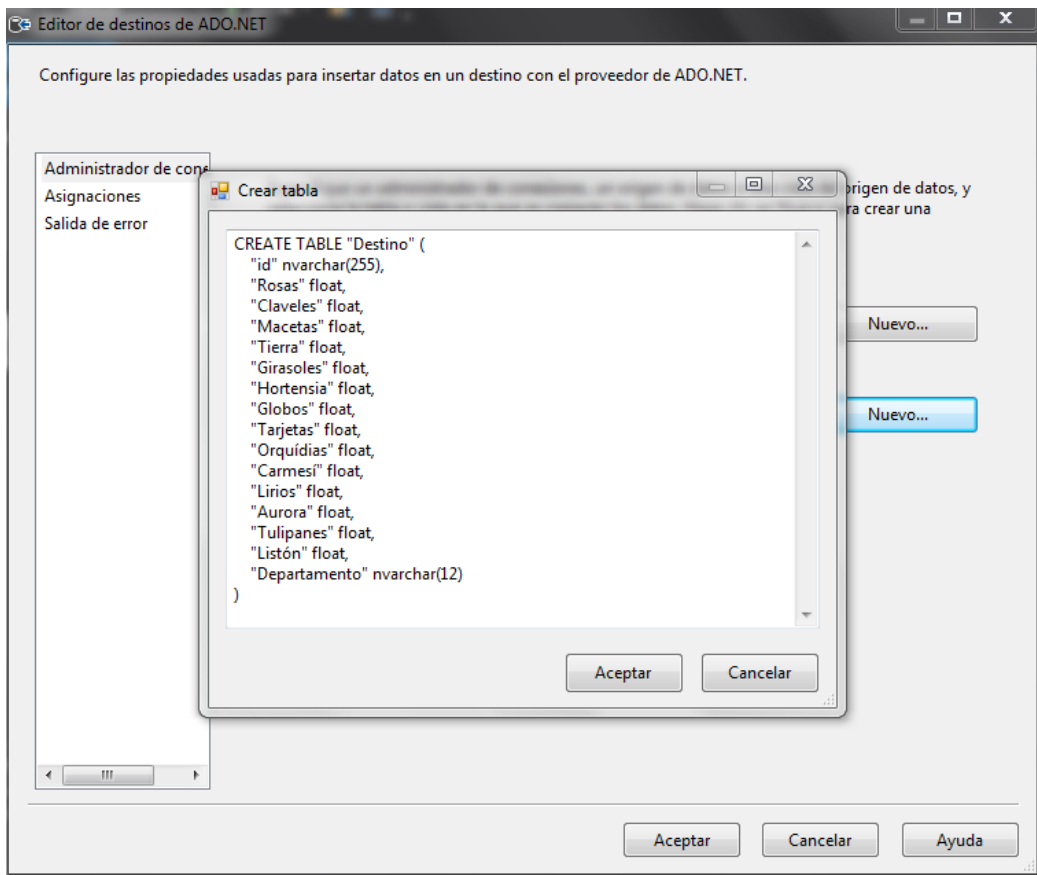 Editor de destinos de ADO.NET
Configure las propiedades usadas para insertar datos en un destino con el proveedor de ADO.NET.
Administrador de cone
Asignaciones
Salida de error
origen de datos, y
ra crear una
Crear tabla
CREATE TABLE "Destino" (
"id" nvarchar(255),
"Rosas" float,
"Claveles" float,
"Macetas" float,
"Tierra" float,
"Girasoles" float,
"Hortensia" float,
"Globos" float,
"Tarjetas" float,
"Orquídias" float,
"Carmesí" float,
"Lirios" float,
"Aurora" float,
"Tulipanes" float,
"Listón" float,
"Departamento" nvarchar(12)
)
Nuevo...
Nuevo...
Aceptar Cancelar
Aceptar Cancelar Ayuda